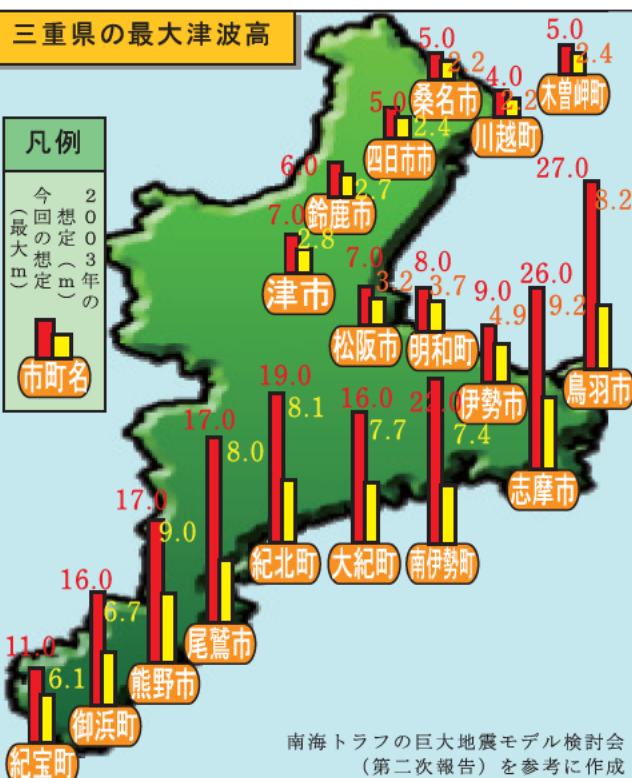 三重県の最大津波高
凡例
2003年の
想定(m)
今回の想定
(最大m)
市町名
5.0
2.2
桑名市
5.0
2.4
木曽岬町
4.0
2.2
川越町
5.0
2.4
四日市市
6.0
2.7
鈴鹿市
7.0
2.8
津市
7.0
3.2
松阪市
8.0
3.7
明和町
9.0
4.9
伊勢市
27.0
8.2
鳥羽市
26.0
9.2
志摩市
22.0
7.4
南伊勢町
16.0
7.7
大紀町
19.0
8.1
紀北町
17.0
8.0
尾鷲市
17.0
9.0
熊野市
16.0
6.7
御浜町
11.0
6.1
紀宝町
南海トラフの巨大地震モデル検討会
(第二次報告)を参考に作成